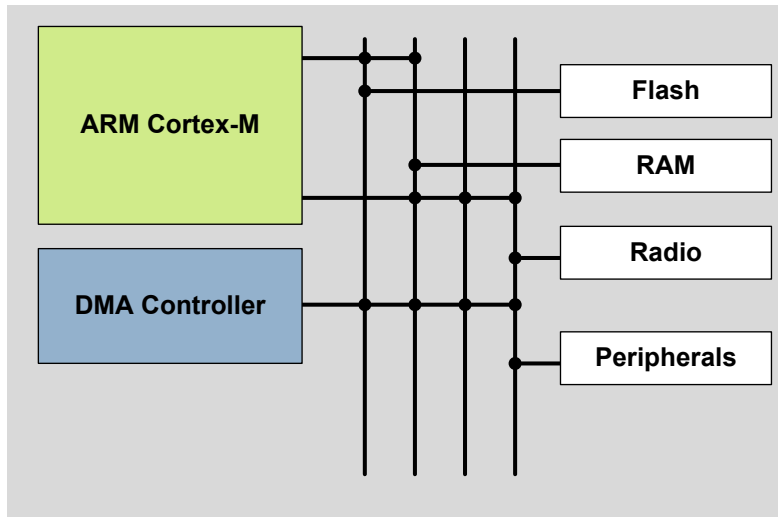 ARM Cortex-M
DMA Controller
Flash
RAM
Radio
Peripherals